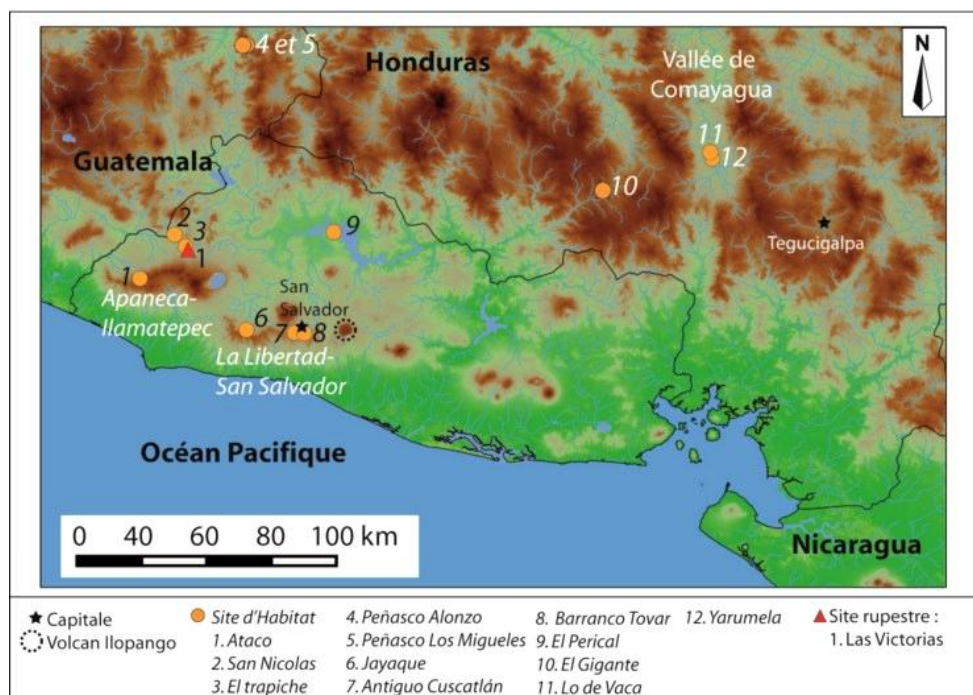 4 et 5
Honduras
Vallée de
Comayagua
N
11
12
Guatemala
10
2
3
1
9
Tegucigalpa
1
Apaneca-
Ilamatepec
San
Salvador
6
7
8
La Libertad-
San Salvador
Océan Pacifique
0 40 60 80 100 km
Nicaragua
Capitale
Volcan Ilopango
Site d'Habitat
1. Ataco
2. San Nicolas
3. El trapiche
4. Peñasco Alonzo
5. Peñasco Los Migueles
6. Jayaque
7. Antiguo Cuscatlán
8. Barranco Tovar
9. El Perical
10. El Gigante
11. Lo de Vaca
12. Yarumela
Site rupestre :
1. Las Victorias